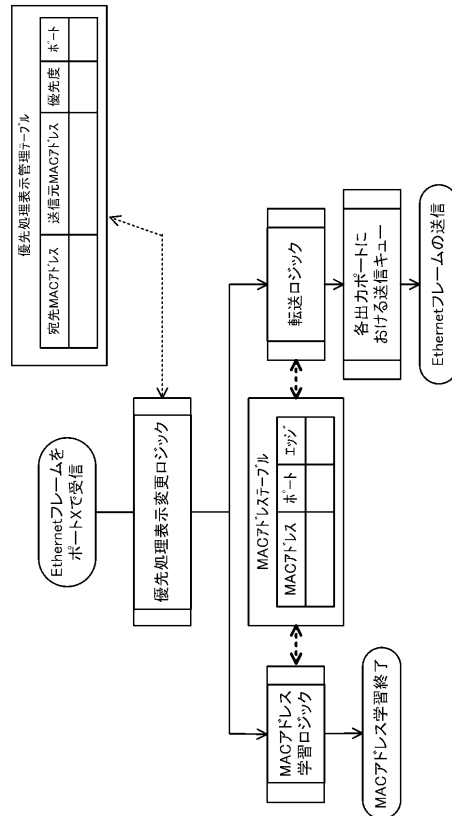 Ethernetフレームを
ポートXで受信
優先処理表示管理テーブル
宛先MACアドレス 送信元MACアドレス 優先度 ポート
優先処理表示変更ロジック
MACアドレス
学習ロジック
MACアドレステーブル
MACアドレス ポート エッジ
転送ロジック
MACアドレス学習終了
各出力ポートに
おける送信キュー
Ethernetフレームの送信